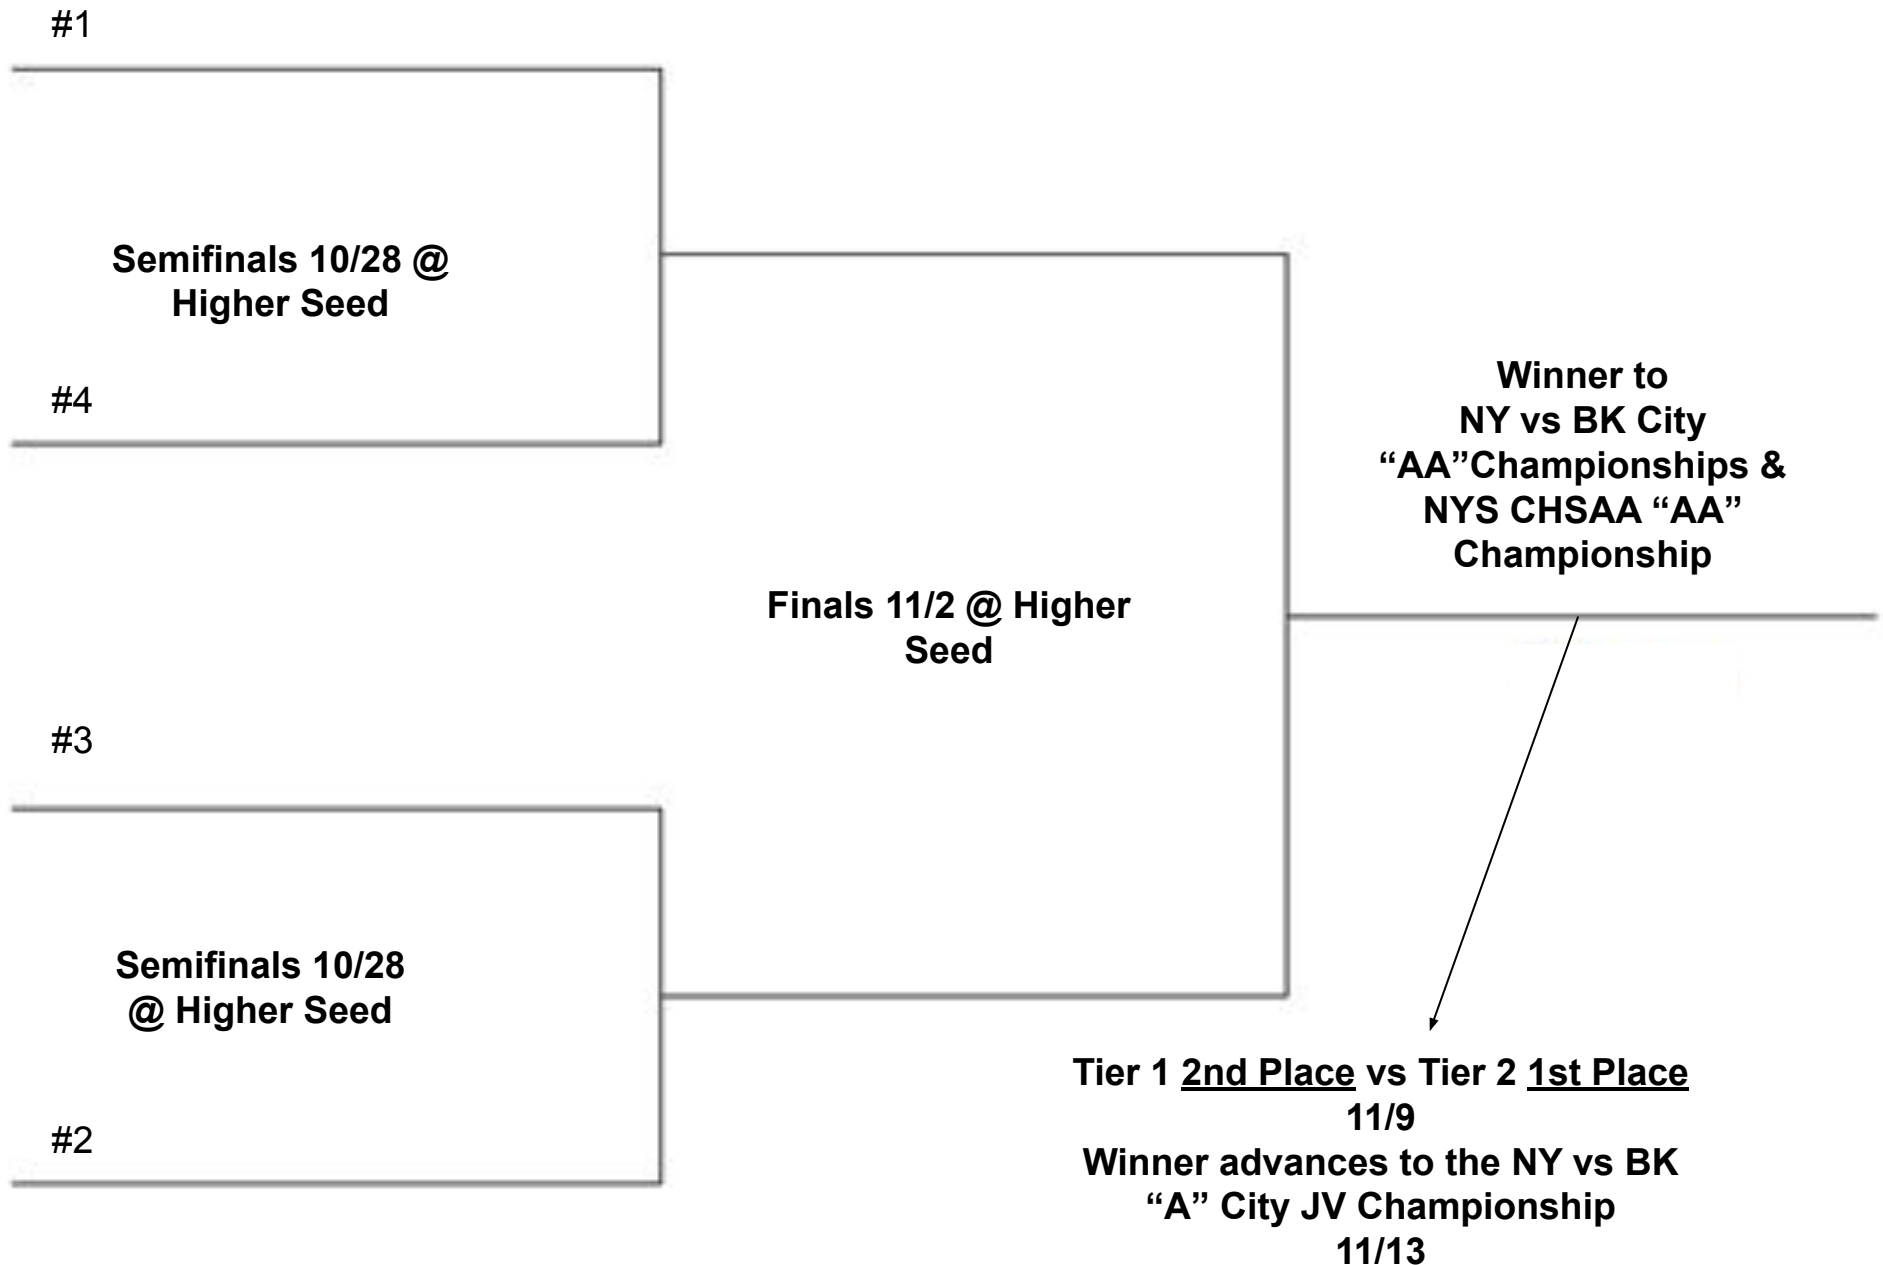 #1
Semifinals 10/28 @
Higher Seed
#4
Winner to
NY vs BK City
“AA”Championships &
NYS CHSAA “AA”
Championship
Finals 11/2 @ Higher
Seed
#3
Semifinals 10/28
@ Higher Seed
#2
Tier 1 2nd Place vs Tier 2 1st Place
11/9
Winner advances to the NY vs BK
“A” City JV Championship
11/13